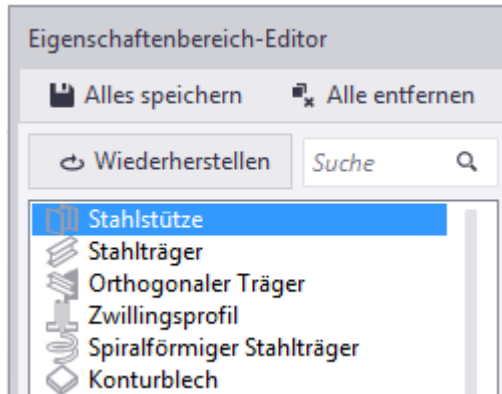 Eigenschaftenbereich-Editor
Alles speichern Alle entfernen
Wiederherstellen Suche
Stahlstütze
Stahlträger
Orthogonaler Träger
Zwillingsprofil
Spiralförmiger Stahlträger
Konturblech